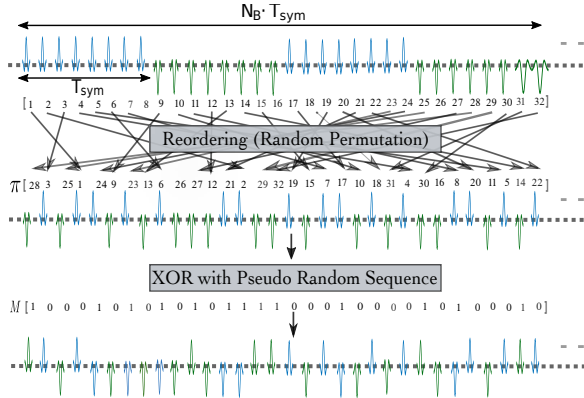 N_B · T_sym
T_sym
[ 1 2 3 4 5 6 7 8 9 10 11 12 13 14 15 16 17 18 19 20 21 22 23 24 25 26 27 28 29 30 31 32 ]
Reordering (Random Permutation)
π [ 28 3 25 1 24 9 23 13 6 26 27 12 21 2 29 32 19 15 7 17 10 18 31 4 30 16 8 20 11 5 14 22 ]
XOR with Pseudo Random Sequence
M [ 1 0 0 0 1 0 1 0 1 0 1 1 1 1 0 0 0 1 0 0 0 0 1 0 1 0 0 0 1 0 ]